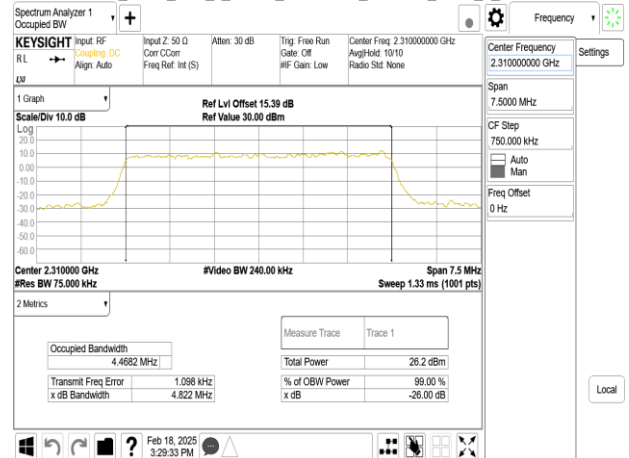 Spectrum Analyzer 1
Occupied BW
Frequency
KEYSIGHT
RL
LXI
Input: RF
Coupling: DC
Align: Auto
Input Z: 50 Ω
Corr CCorr
Freq Ref: Int (S)
Atten: 30 dB
Trig: Free Run
Gate: Off
#IF Gain: Low
Center Freq: 2.310000000 GHz
Avg|Hold: 10/10
Radio Std: None
Center Frequency
2.310000000 GHz
Settings
Span
7.5000 MHz
CF Step
750.000 kHz
Auto
Man
Freq Offset
0 Hz
Local
1 Graph
Scale/Div 10.0 dB
Ref Lvl Offset 15.39 dB
Ref Value 30.00 dBm
Log
20.0
10.0
0.00
-10.0
-20.0
-30.0
-40.0
-50.0
-60.0
Center 2.310000 GHz
#Video BW 240.00 kHz
Span 7.5 MHz
#Res BW 75.000 kHz
Sweep 1.33 ms (1001 pts)
2 Metrics
Measure Trace Trace 1
Occupied Bandwidth
4.4682 MHz
Total Power 26.2 dBm
Transmit Freq Error 1.098 kHz
% of OBW Power 99.00 %
x dB Bandwidth 4.822 MHz
x dB -26.00 dB
?
Feb 18, 2025
3:29:33 PM